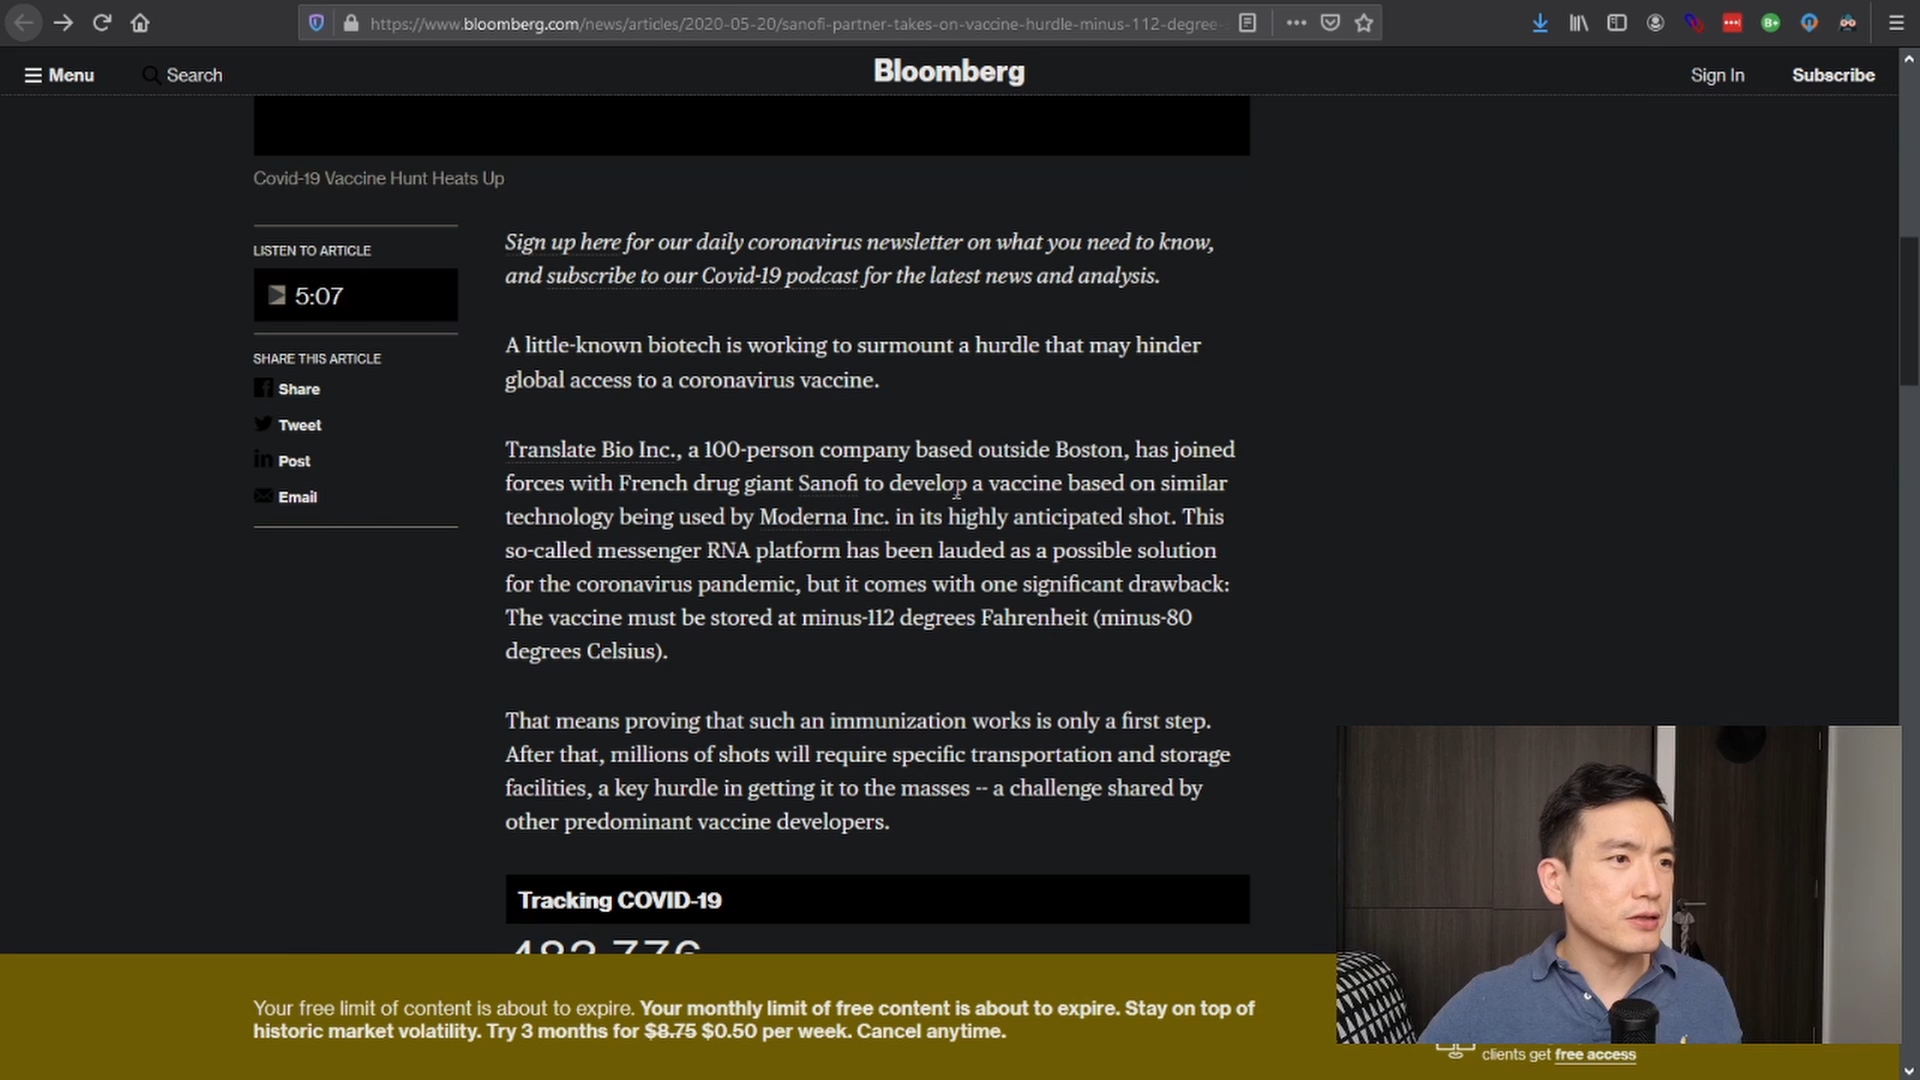 https://www.bloomberg.com/news/articles/2020-05-20/sanofi-partner-takes-on-vaccine-hurdle-minus-112-degree-
Menu
Search
Bloomberg
Sign In
Subscribe
Covid-19 Vaccine Hunt Heats Up
LISTEN TO ARTICLE
5:07
SHARE THIS ARTICLE
Share
Tweet
Post
Email
Sign up here for our daily coronavirus newsletter on what you need to know,
and subscribe to our Covid-19 podcast for the latest news and analysis.
A little-known biotech is working to surmount a hurdle that may hinder
global access to a coronavirus vaccine.
Translate Bio Inc., a 100-person company based outside Boston, has joined
forces with French drug giant Sanofi to develop a vaccine based on similar
technology being used by Moderna Inc. in its highly anticipated shot. This
so-called messenger RNA platform has been lauded as a possible solution
for the coronavirus pandemic, but it comes with one significant drawback:
The vaccine must be stored at minus-112 degrees Fahrenheit (minus-80
degrees Celsius).
That means proving that such an immunization works is only a first step.
After that, millions of shots will require specific transportation and storage
facilities, a key hurdle in getting it to the masses -- a challenge shared by
other predominant vaccine developers.
Tracking COVID-19
Your free limit of content is about to expire. Your monthly limit of free content is about to expire. Stay on top of
historic market volatility. Try 3 months for $8.75 $0.50 per week. Cancel anytime.
clients get free access